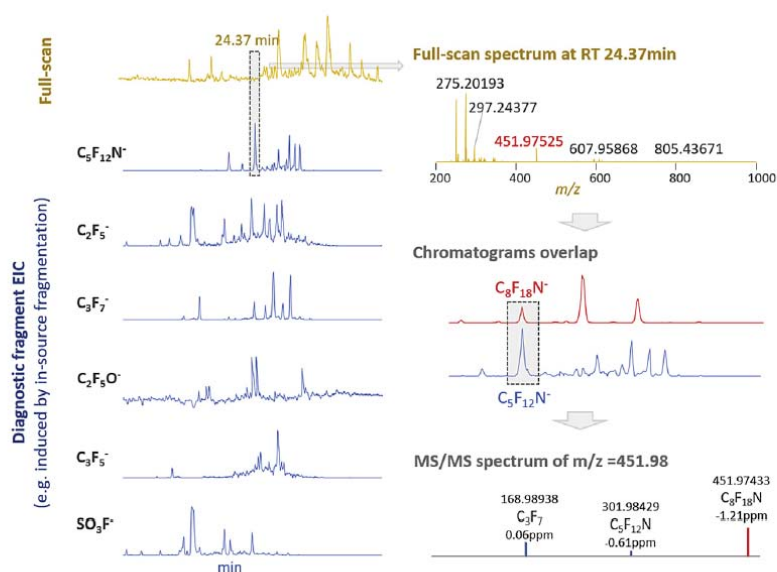 24.37 min
Full-scan
C₅F₁₂N⁻
C₂F₅⁻
C₃F₇⁻
C₂F₅O⁻
C₃F₅⁻
SO₃F⁻
min
Diagnostic fragment EIC
(e.g. induced by in-source fragmentation)
Full-scan spectrum at RT 24.37min
275.20193
297.24377
451.97525
607.95868
805.43671
200
400
600
800
1000
m/z
Chromatograms overlap
C₈F₁₈N⁻
C₅F₁₂N⁻
MS/MS spectrum of m/z =451.98
168.98938
C₃F₇
0.06ppm
301.98429
C₅F₁₂N
-0.61ppm
451.97433
C₈F₁₈N
-1.21ppm